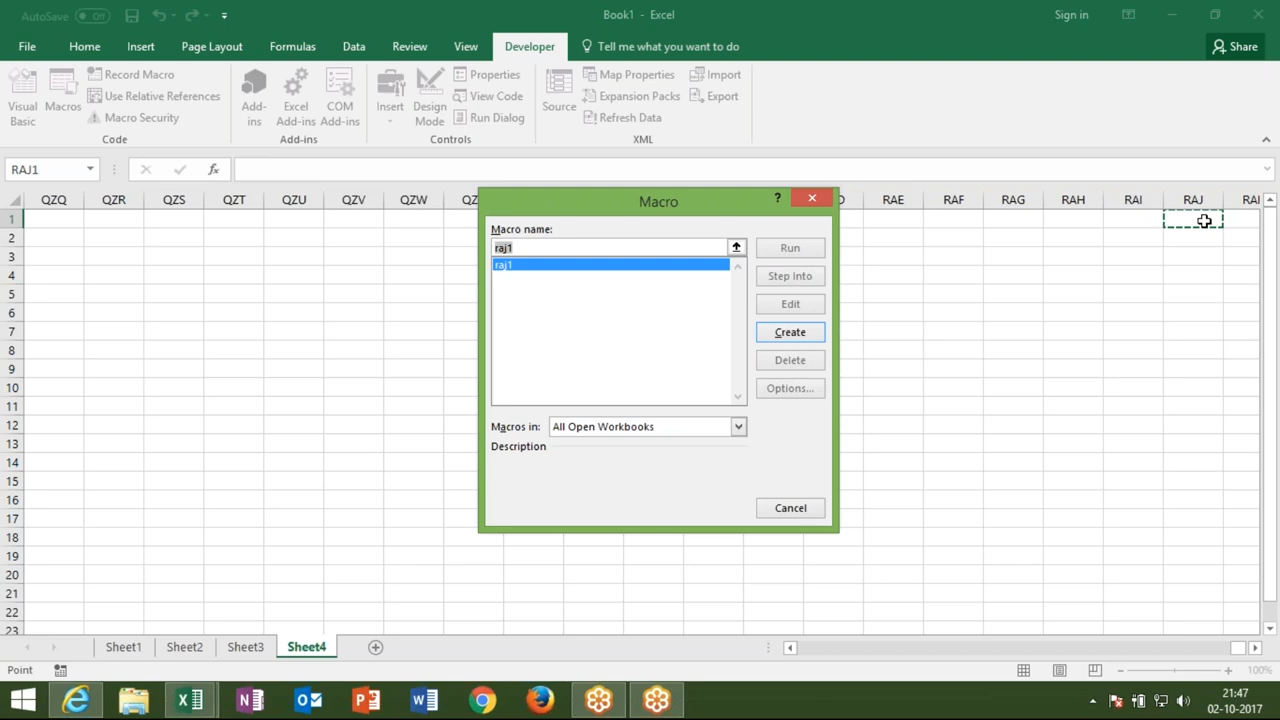 AutoSave Off
Book1 - Excel
Sign in
File Home Insert Page Layout Formulas Data Review View Developer Tell me what you want to do Share
Visual Basic
Macros
Record Macro
Use Relative References
Macro Security
Code
Add-ins
Excel Add-ins
COM Add-ins
Add-ins
Insert
Design Mode
Properties
View Code
Run Dialog
Controls
Source
Map Properties
Expansion Packs
Refresh Data
Import
Export
XML
RAJ1
fx
QZQ QZR QZS QZT QZU QZV QZW RAE RAF RAG RAH RAI RAJ
1
2
3
4
5
6
7
8
9
10
11
12
13
14
15
16
17
18
19
20
21
22
23
Macro
?
Macro name:
raj1
raj1
Run
Step Into
Edit
Create
Delete
Options...
Macros in: All Open Workbooks
Description
Cancel
Sheet1 Sheet2 Sheet3 Sheet4
Point
100%
21:47
02-10-2017